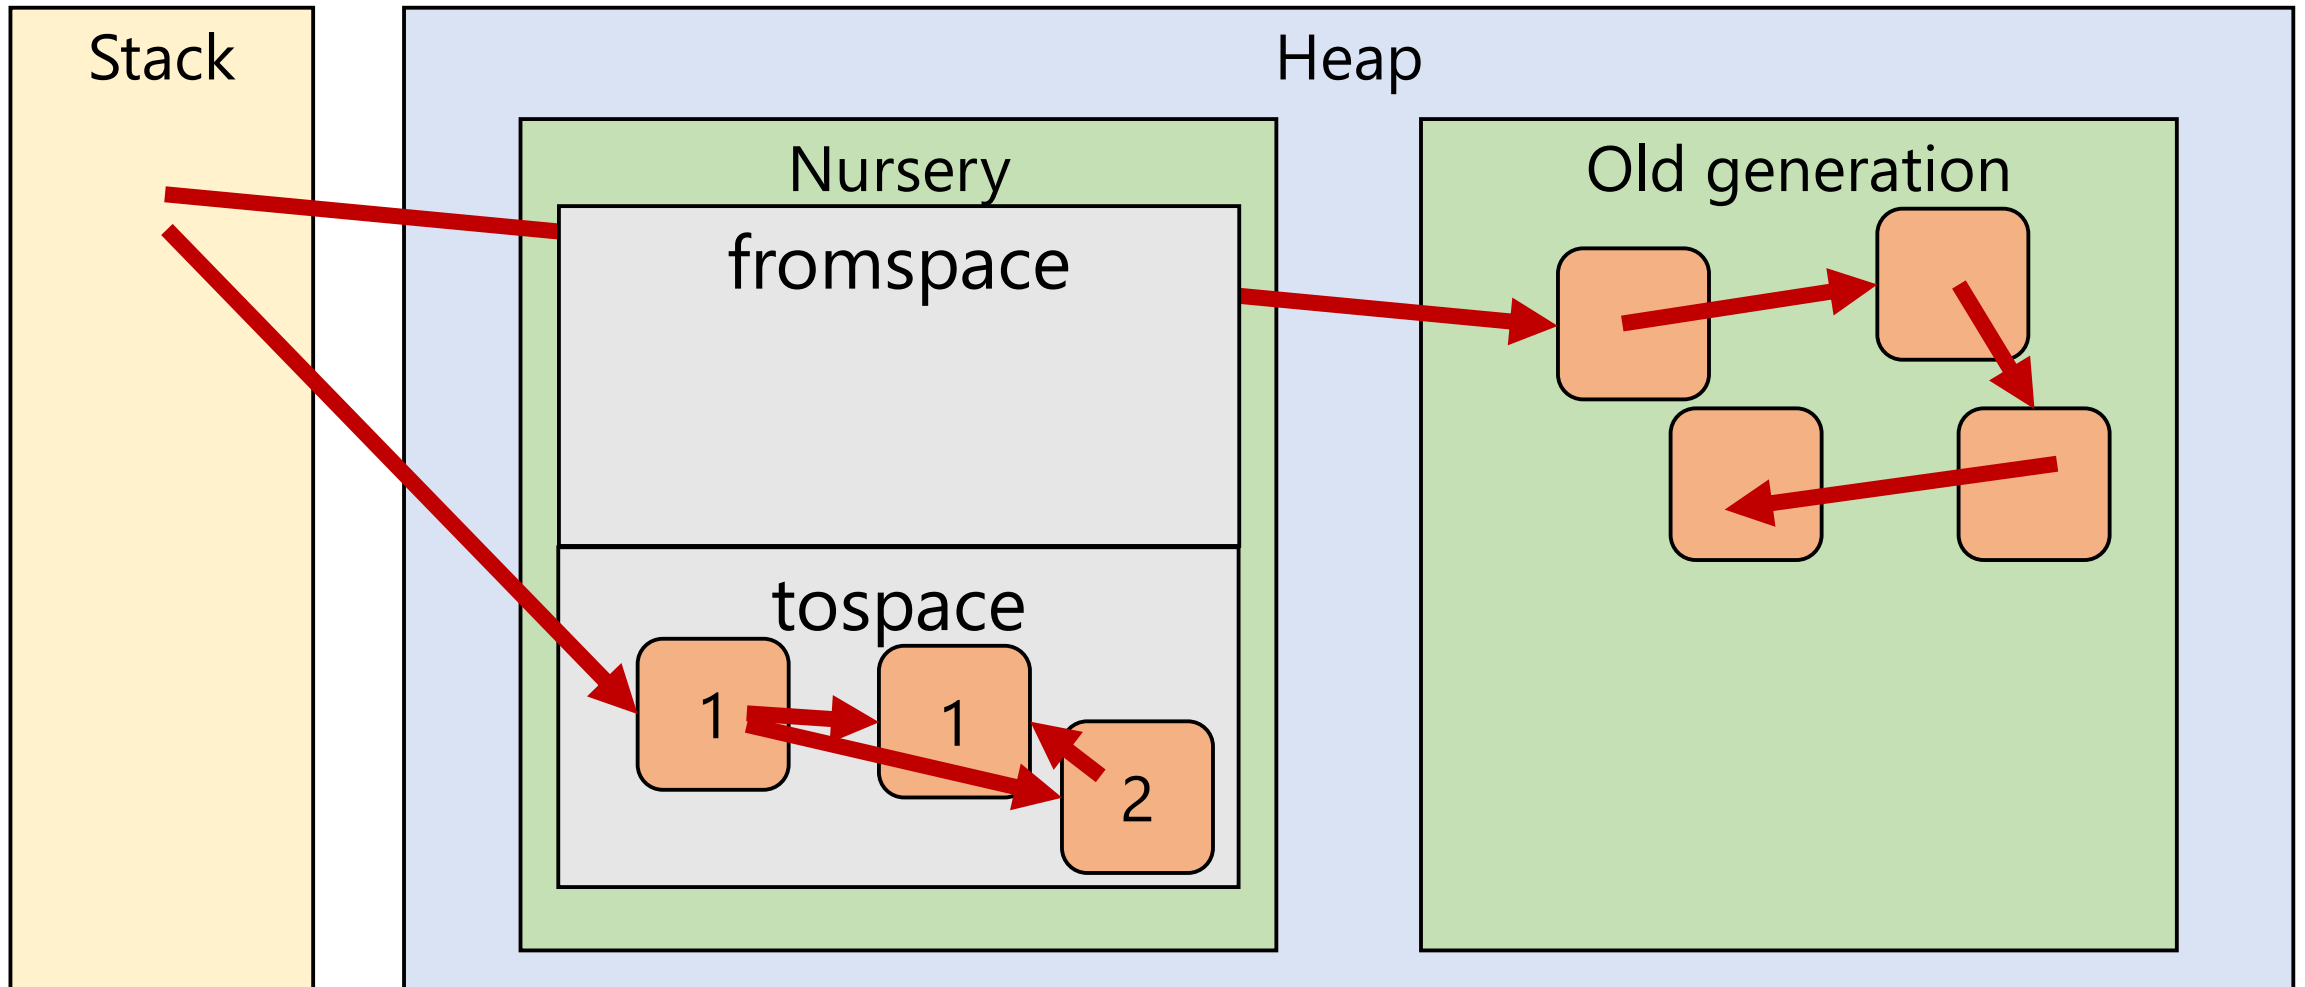 Stack
Heap
Nursery
Old generation
fromspace
tospace
1
1
2